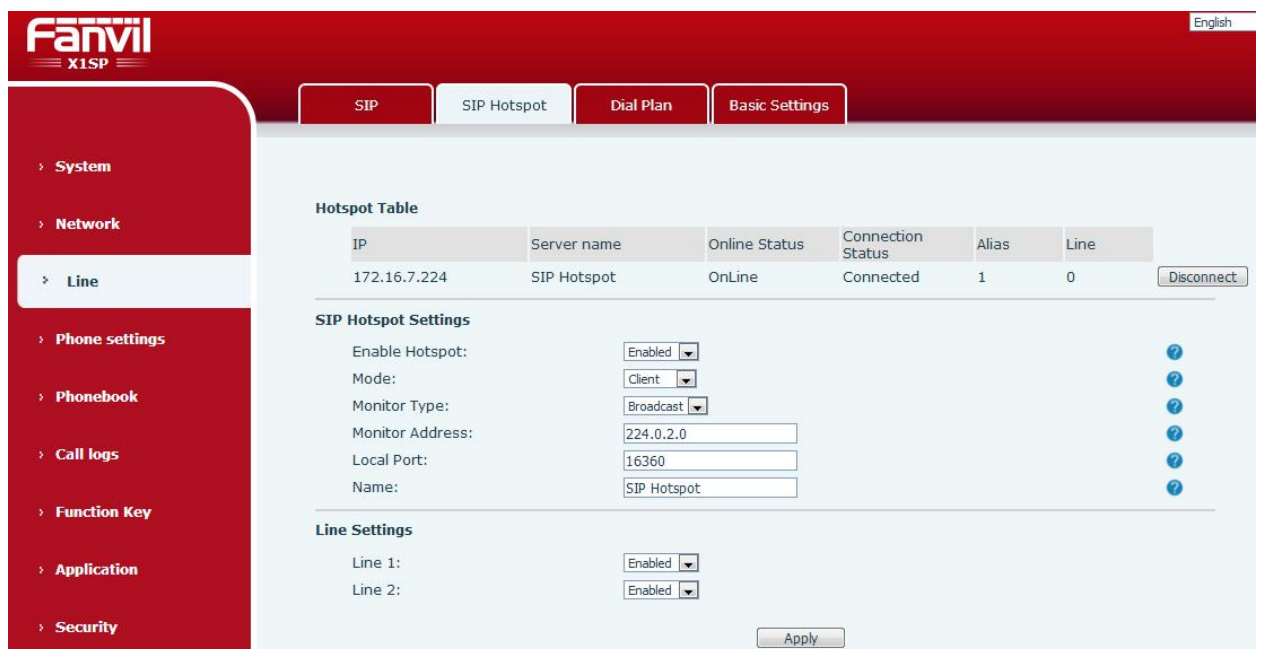 Fanvil
X1SP
English
SIP
SIP Hotspot
Dial Plan
Basic Settings
› System
› Network
› Line
› Phone settings
› Phonebook
› Call logs
› Function Key
› Application
› Security
Hotspot Table
IP Server name Online Status Connection Status Alias Line
172.16.7.224 SIP Hotspot OnLine Connected 1 0 Disconnect
SIP Hotspot Settings
Enable Hotspot: Enabled ?
Mode: Client ?
Monitor Type: Broadcast ?
Monitor Address: 224.0.2.0 ?
Local Port: 16360 ?
Name: SIP Hotspot ?
Line Settings
Line 1: Enabled
Line 2: Enabled
Apply